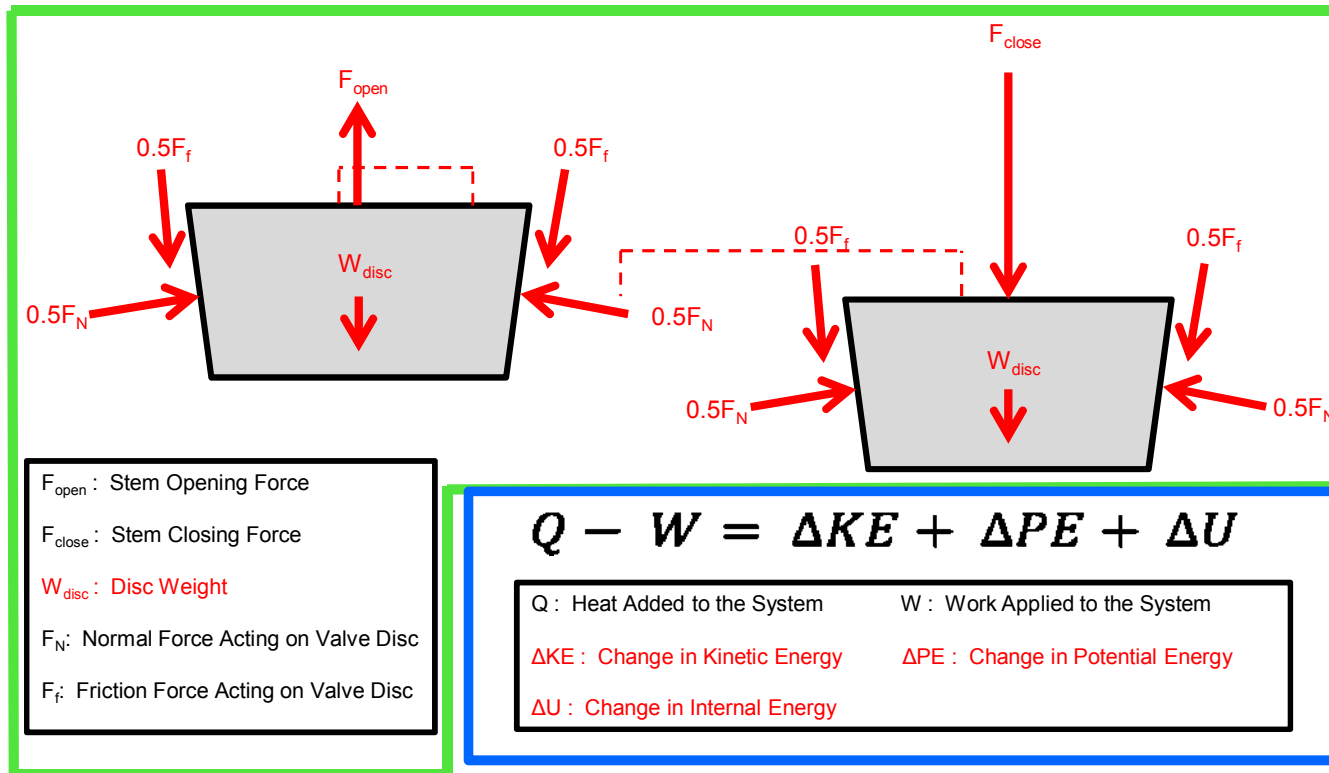 F_close
F_open
0.5F_f
0.5F_f
0.5F_f
0.5F_f
W_disc
0.5F_N
0.5F_N
W_disc
0.5F_N
0.5F_N
F_open : Stem Opening Force
F_close : Stem Closing Force
W_disc : Disc Weight
F_N: Normal Force Acting on Valve Disc
F_f: Friction Force Acting on Valve Disc
Q − W = ΔKE + ΔPE + ΔU
Q : Heat Added to the System W : Work Applied to the System
ΔKE : Change in Kinetic Energy ΔPE : Change in Potential Energy
ΔU : Change in Internal Energy